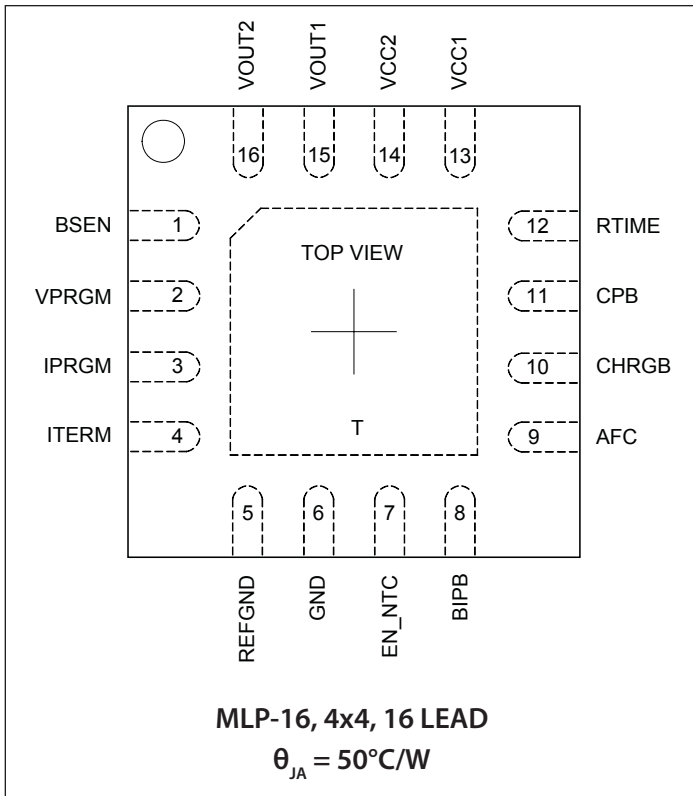 VOUT2
VOUT1
VCC2
VCC1
16
15
14
13
BSEN 1
12 RTIME
TOP VIEW
VPRGM 2
11 CPB
IPRGM 3
10 CHRGB
ITERM 4
T
9 AFC
5
6
7
8
REFGND
GND
EN_NTC
BIPB
MLP-16, 4x4, 16 LEAD
θJA = 50°C/W